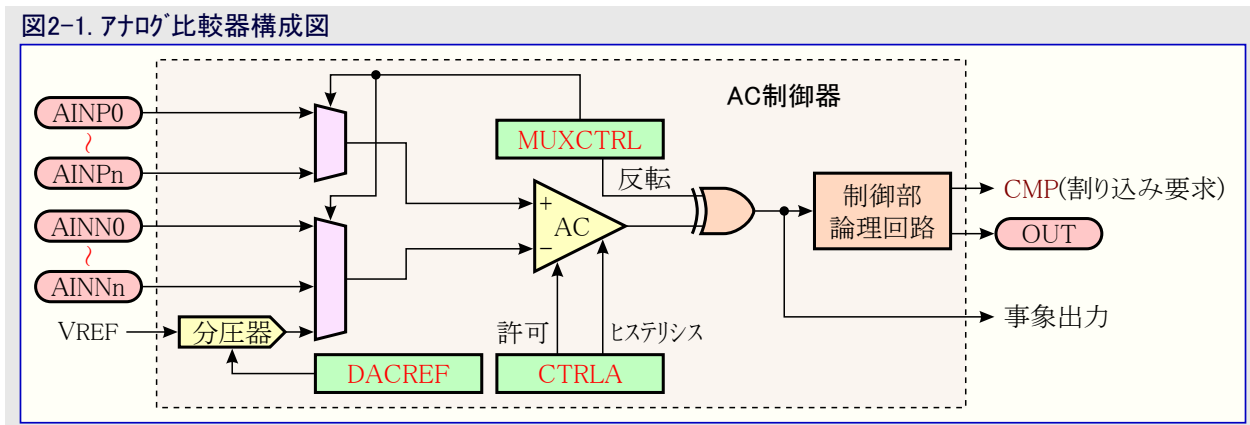 図2-1. アナログ比較器構成図
AC制御器
AINP0
~
AINPn
MUXCTRL
反転
AINN0
~
AINNn
+
AC
-
制御部
論理回路
CMP(割り込み要求)
OUT
VREF
分圧器
許可
ヒステリシス
事象出力
DACREF
CTRLA